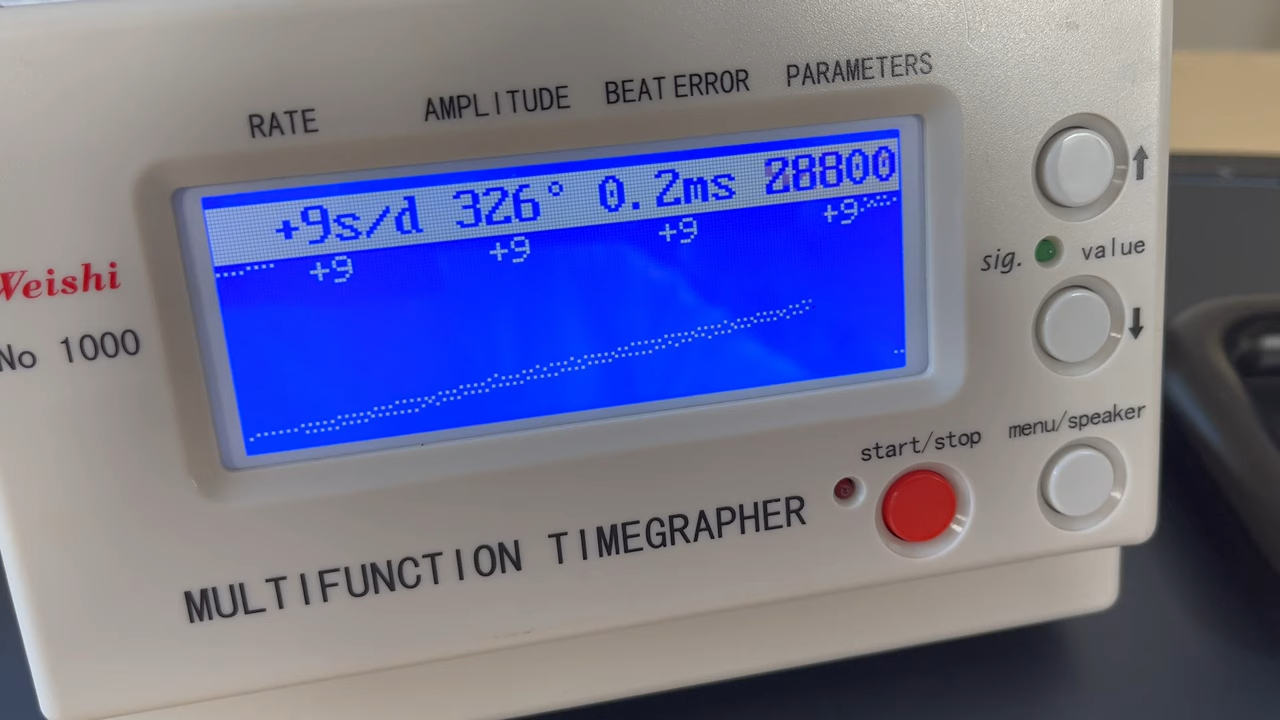 RATE AMPLITUDE BEAT ERROR PARAMETERS
+9s/d 326° 0.2ms 28800
+9 +9 +9 +9
Weishi
No 1000
sig. value
start/stop menu/speaker
MULTIFUNCTION TIMEGRAPHER